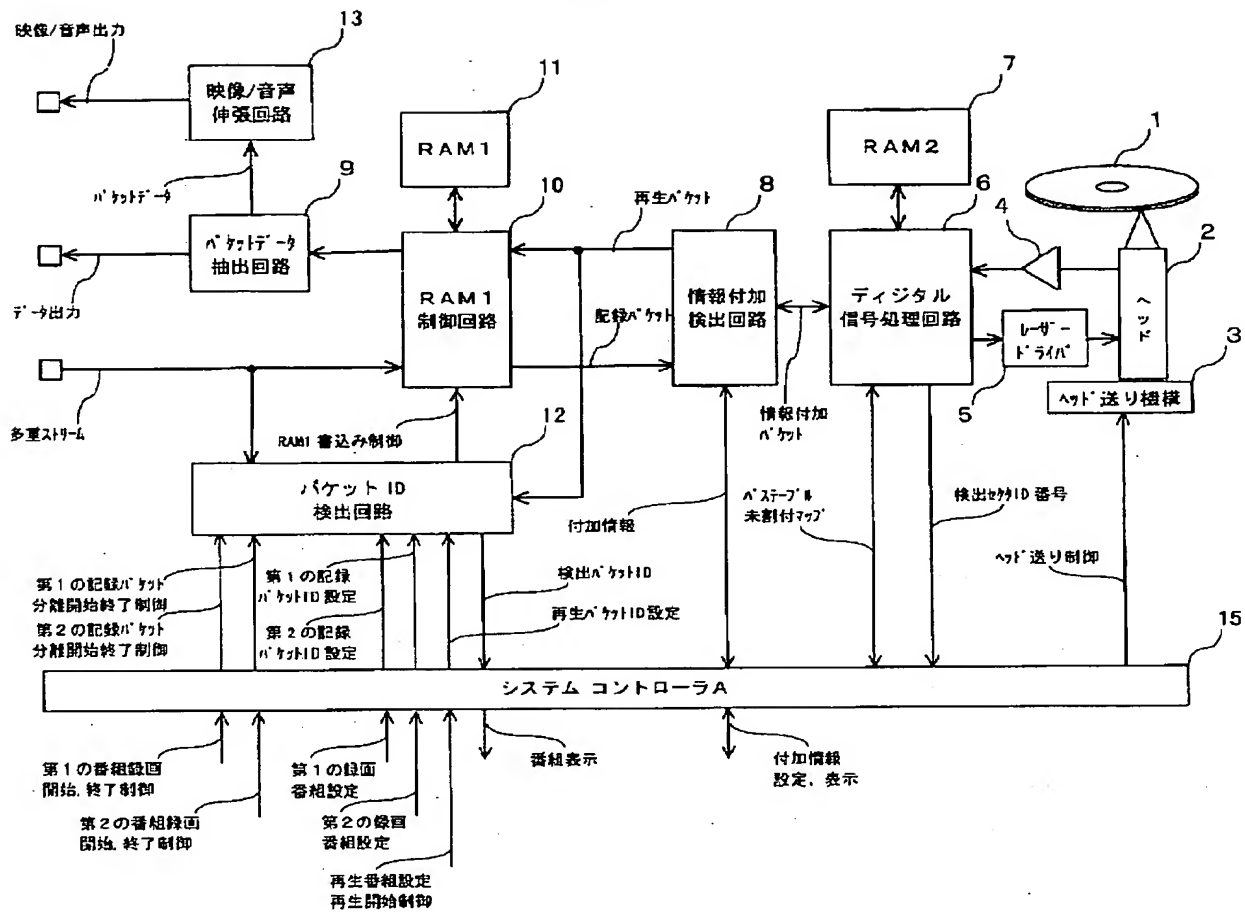 映像/音声出力
13
映像/音声
伸張回路
11
RAM1
7
RAM2
1
パケットデータ
9
パケットデータ
抽出回路
データ出力
多重ストリーム
10
RAM1
制御回路
再生パケット
記録パケット
8
情報付加
検出回路
6
ディジタル
信号処理回路
4
2
ヘッド
レーザー
ドライバ
5
3
ヘッド送り機構
情報付加
パケット
RAM1書込み制御
12
パケットID
検出回路
付加情報
パステーブル
未割付マップ
検出セクタID番号
ヘッド送り制御
第1の記録パケット
分離開始終了制御
第2の記録パケット
分離開始終了制御
第1の記録
パケットID設定
第2の記録
パケットID設定
検出パケットID
再生パケットID設定
15
システム コントローラA
第1の番組録画
開始、終了制御
第2の番組録画
開始、終了制御
第1の録画
番組設定
第2の録画
番組設定
再生番組設定
再生開始制御
番組表示
付加情報
設定、表示